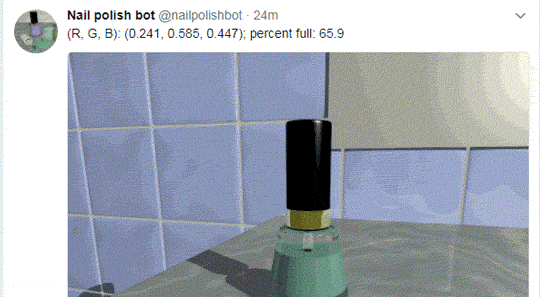 Nail polish bot @nailpolishbot · 24m
(R, G, B): (0.241, 0.585, 0.447); percent full: 65.9